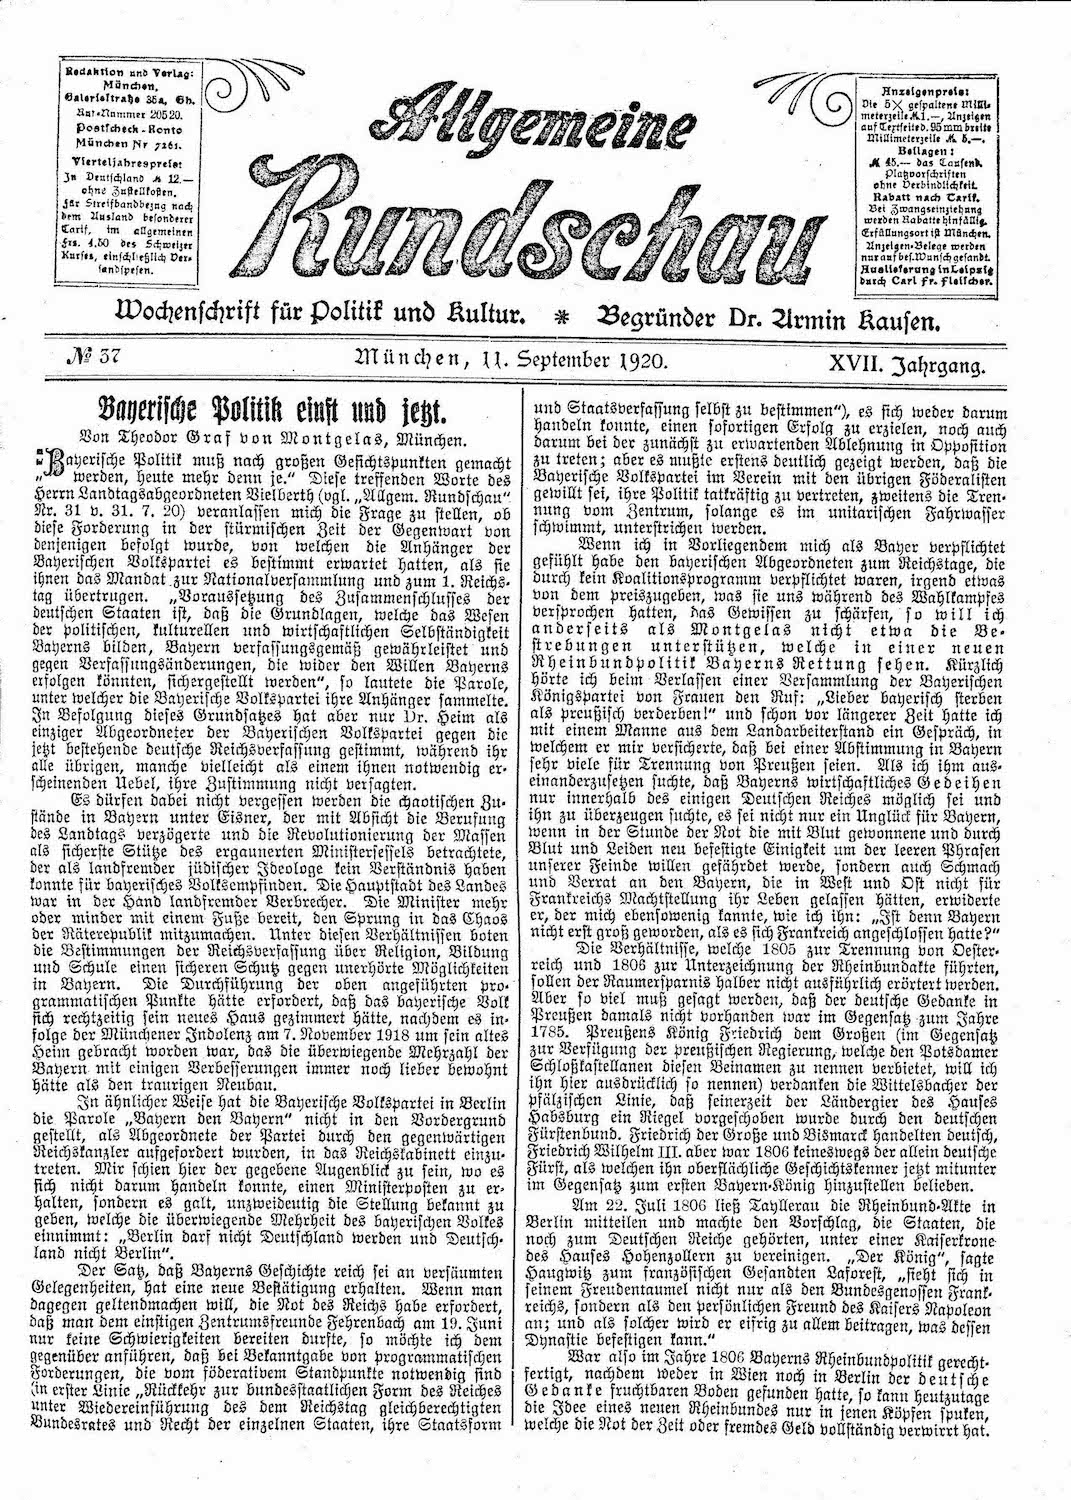 Redaktion und Verlag:
München,
Galeriestraße 35a, Gh.
Ruf-Nummer 20520.
Postscheck-Konto
München Nr 7261.
Vierteljahrespreis:
In Deutschland ℳ 12.—
ohne Zustellkosten.
für Streifbandbezug nach
dem Ausland besonderer
Tarif, im allgemeinen
Frs. 4,50 des Schweizer
Kurses, einschließlich Ver-
sandspesen.
Allgemeine
Rundschau
Anzeigenpreis:
Die 5× gespaltene Milli-
meterzeile ℳ 1.—, Anzeigen
auf Textseite d. 95 mm breite
Millimeterzeile ℳ 5.—.
Beilagen:
ℳ 45.— das Tausend.
Platzvorschriften
ohne Verbindlichkeit.
Rabatt nach Tarif.
Bei Zwangseinziehung
werden Rabatte hinfällig.
Erfüllungsort ist München.
Anzeigen-Belege werden
nur auf bes. Wunsch gesandt.
Auslieferung in Leipzig
durch Carl Fr. Fleischer.
Wochenschrift für Politik und Kultur. * Begründer Dr. Armin Kausen.
№ 37
München, 11. September 1920.
XVII. Jahrgang.
Bayerische Politik einst und jetzt.
Von Theodor Graf von Montgelas, München.
„Bayerische Politik muß nach großen Gesichtspunkten gemacht
werden, heute mehr denn je.“ Diese treffenden Worte des
Herrn Landtagsabgeordneten Vielberth (vgl. „Allgem. Rundschau“
Nr. 31 v. 31. 7. 20) veranlassen mich die Frage zu stellen, ob
diese Forderung in der stürmischen Zeit der Gegenwart von
denjenigen befolgt wurde, von welchen die Anhänger der
Bayerischen Volkspartei es bestimmt erwartet hatten, als sie
ihnen das Mandat zur Nationalversammlung und zum 1. Reichs-
tag übertrugen. „Voraussetzung des Zusammenschlusses der
deutschen Staaten ist, daß die Grundlagen, welche das Wesen
der politischen, kulturellen und wirtschaftlichen Selbständigkeit
Bayerns bilden, Bayern verfassungsgemäß gewährleistet und
gegen Verfassungsänderungen, die wider den Willen Bayerns
erfolgen könnten, sichergestellt werden“, so lautete die Parole,
unter welcher die Bayerische Volkspartei ihre Anhänger sammelte.
In Befolgung dieses Grundsatzes hat aber nur Dr. Heim als
einziger Abgeordneter der Bayerischen Volkspartei gegen die
jetzt bestehende deutsche Reichsverfassung gestimmt, während ihr
alle übrigen, manche vielleicht als einem ihnen notwendig er-
scheinenden Uebel, ihre Zustimmung nicht versagten.
Es dürfen dabei nicht vergessen werden die chaotischen Zu-
stände in Bayern unter Eisner, der mit Absicht die Berufung
des Landtags verzögerte und die Revolutionierung der Massen
als sicherste Stütze des ergaunerten Ministersessels betrachtete,
der als landfremder jüdischer Ideologe kein Verständnis haben
konnte für bayerisches Volksempfinden. Die Hauptstadt des Landes
war in der Hand landfremder Verbrecher. Die Minister mehr
oder minder mit einem Fuße bereit, den Sprung in das Chaos
der Räterepublik mitzumachen. Unter diesen Verhältnissen boten
die Bestimmungen der Reichsverfassung über Religion, Bildung
und Schule einen sicheren Schutz gegen unerhörte Möglichkeiten
in Bayern. Die Durchführung der oben angeführten pro-
grammatischen Punkte hätte erfordert, daß das bayerische Volk
sich rechtzeitig sein neues Haus gezimmert hätte, nachdem es in-
folge der Münchener Indolenz am 7. November 1918 um sein altes
Heim gebracht worden war, das die überwiegende Mehrzahl der
Bayern mit einigen Verbesserungen immer noch lieber bewohnt
hätte als den traurigen Neubau.
In ähnlicher Weise hat die Bayerische Volkspartei in Berlin
die Parole „Bayern den Bayern“ nicht in den Vordergrund
gestellt, als Abgeordnete der Partei durch den gegenwärtigen
Reichskanzler aufgefordert wurden, in das Reichskabinett einzu-
treten. Mir schien hier der gegebene Augenblick zu sein, wo es
sich nicht darum handeln konnte, einen Ministerposten zu er-
halten, sondern es galt, unzweideutig die Stellung bekannt zu
geben, welche die überwiegende Mehrheit des bayerischen Volkes
einnimmt: „Berlin darf nicht Deutschland werden und Deutsch-
land nicht Berlin“.
Der Satz, daß Bayerns Geschichte reich sei an versäumten
Gelegenheiten, hat eine neue Bestätigung erhalten. Wenn man
dagegen geltendmachen will, die Not des Reichs habe erfordert,
daß man dem einstigen Zentrumsfreunde Fehrenbach am 19. Juni
nur keine Schwierigkeiten bereiten durfte, so möchte ich dem
gegenüber anführen, daß bei Bekanntgabe von programmatischen
Forderungen, die vom föderativem Standpunkte notwendig sind
(in erster Linie „Rückkehr zur bundesstaatlichen Form des Reiches
unter Wiedereinführung des dem Reichstag gleichberechtigten
Bundesrates und Recht der einzelnen Staaten, ihre Staatsform
und Staatsverfassung selbst zu bestimmen“), es sich weder darum
handeln konnte, einen sofortigen Erfolg zu erzielen, noch auch
darum bei der zunächst zu erwartenden Ablehnung in Opposition
zu treten; aber es mußte erstens deutlich gezeigt werden, daß die
Bayerische Volkspartei im Verein mit den übrigen Föderalisten
gewillt sei, ihre Politik tatkräftig zu vertreten, zweitens die Tren-
nung vom Zentrum, solange es im unitarischen Fahrwasser
schwimmt, unterstrichen werden.
Wenn ich in Vorliegendem mich als Bayer verpflichtet
gefühlt habe den bayerischen Abgeordneten zum Reichstage, die
durch kein Koalitionsprogramm verpflichtet waren, irgend etwas
von dem preiszugeben, was sie uns während des Wahlkampfes
versprochen hatten, das Gewissen zu schärfen, so will ich
anderseits als Montgelas nicht etwa die Be-
strebungen unterstützen, welche in einer neuen
Rheinbundpolitik Bayerns Rettung sehen. Kürzlich
hörte ich beim Verlassen einer Versammlung der Bayerischen
Königspartei von Frauen den Ruf: „Lieber bayerisch sterben
als preußisch verderben!“ und schon vor längerer Zeit hatte ich
mit einem Manne aus dem Landarbeiterstand ein Gespräch, in
welchem er mir versicherte, daß bei einer Abstimmung in Bayern
sehr viele für Trennung von Preußen seien. Als ich ihm aus-
einanderzusetzen suchte, daß Bayerns wirtschaftliches Gedeihen
nur innerhalb des einigen Deutschen Reiches möglich sei und
ihn zu überzeugen suchte, es sei nicht nur ein Unglück für Bayern,
wenn in der Stunde der Not die mit Blut gewonnene und durch
Blut und Leiden neu befestigte Einigkeit um der leeren Phrasen
unserer Feinde willen gefährdet werde, sondern auch Schmach
und Verrat an den Bayern, die in West und Ost nicht für
Frankreichs Machtstellung ihr Leben gelassen hätten, erwiderte
er, der mich ebensowenig kannte, wie ich ihn: „Ist denn Bayern
nicht erst groß geworden, als es sich Frankreich angeschlossen hatte?“
Die Verhältnisse, welche 1805 zur Trennung von Oester-
reich und 1806 zur Unterzeichnung der Rheinbundakte führten,
sollen der Raumersparnis halber nicht ausführlich erörtert werden.
Aber so viel muß gesagt werden, daß der deutsche Gedanke in
Preußen damals nicht vorhanden war im Gegensatz zum Jahre
1785. Preußens König Friedrich dem Großen (im Gegensatz
zur Verfügung der preußischen Regierung, welche den Potsdamer
Schloßkastellanen diesen Beinamen zu nennen verbietet, will ich
ihn hier ausdrücklich so nennen) verdanken die Wittelsbacher der
pfälzischen Linie, daß seinerzeit der Ländergier des Hauses
Habsburg ein Riegel vorgeschoben wurde durch den deutschen
Fürstenbund. Friedrich der Große und Bismarck handelten deutsch,
Friedrich Wilhelm III. aber war 1806 keineswegs der allein deutsche
Fürst, als welchen ihn oberflächliche Geschichtskenner jetzt mitunter
im Gegensatz zum ersten Bayern-König hinzustellen belieben.
Am 22. Juli 1806 ließ Tayllerau die Rheinbund-Akte in
Berlin mitteilen und machte den Vorschlag, die Staaten, die
noch zum Deutschen Reiche gehörten, unter einer Kaiserkrone
des Hauses Hohenzollern zu vereinigen. „Der König“, sagte
Haugwitz zum französischen Gesandten Laforest, „sieht sich in
seinem Freudentaumel nicht nur als den Bundesgenossen Frank-
reichs, sondern als den persönlichen Freund des Kaisers Napoleon
an; und als solcher wird er eifrig zu allem beitragen, was dessen
Dynastie befestigen kann.“
War also im Jahre 1806 Bayerns Rheinbundpolitik gerecht-
fertigt, nachdem weder in Wien noch in Berlin der deutsche
Gedanke fruchtbaren Boden gefunden hatte, so kann heutzutage
die Idee eines neuen Rheinbundes nur in jenen Köpfen spuken,
welche die Not der Zeit oder fremdes Geld vollständig verwirrt hat.